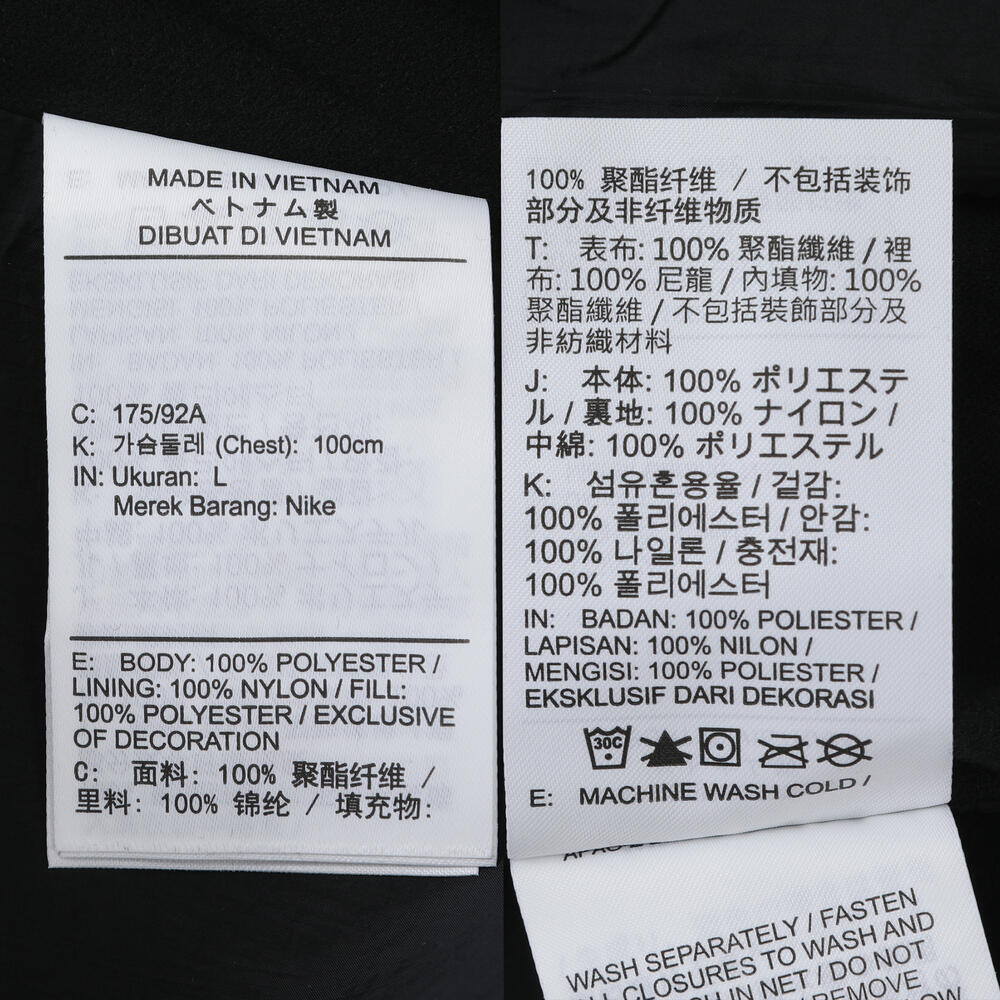 MADE IN VIETNAM
ベトナム製
DIBUAT DI VIETNAM
C: 175/92A
K: 가슴둘레 (Chest): 100cm
IN: Ukuran: L
Merek Barang: Nike
E: BODY: 100% POLYESTER /
LINING: 100% NYLON / FILL:
100% POLYESTER / EXCLUSIVE
OF DECORATION
C: 面料: 100% 聚酯纤维 /
里料: 100% 锦纶 / 填充物:
100% 聚酯纤维 / 不包括装饰
部分及非纤维物质
T: 表布: 100% 聚酯纖維 / 裡
布: 100% 尼龍 / 內填物: 100%
聚酯纖維 / 不包括裝飾部分及
非紡織材料
J: 本体: 100% ポリエステ
ル / 裏地: 100% ナイロン /
中綿: 100% ポリエステル
K: 섬유혼용율 / 겉감:
100% 폴리에스터 / 안감:
100% 나일론 / 충전재:
100% 폴리에스터
IN: BADAN: 100% POLIESTER /
LAPISAN: 100% NILON /
MENGISI: 100% POLIESTER /
EKSKLUSIF DARI DEKORASI
30C
E: MACHINE WASH COLD /
WASH SEPARATELY / FASTEN
CLOSURES TO WASH AND
IN NET / DO NOT
REMOVE